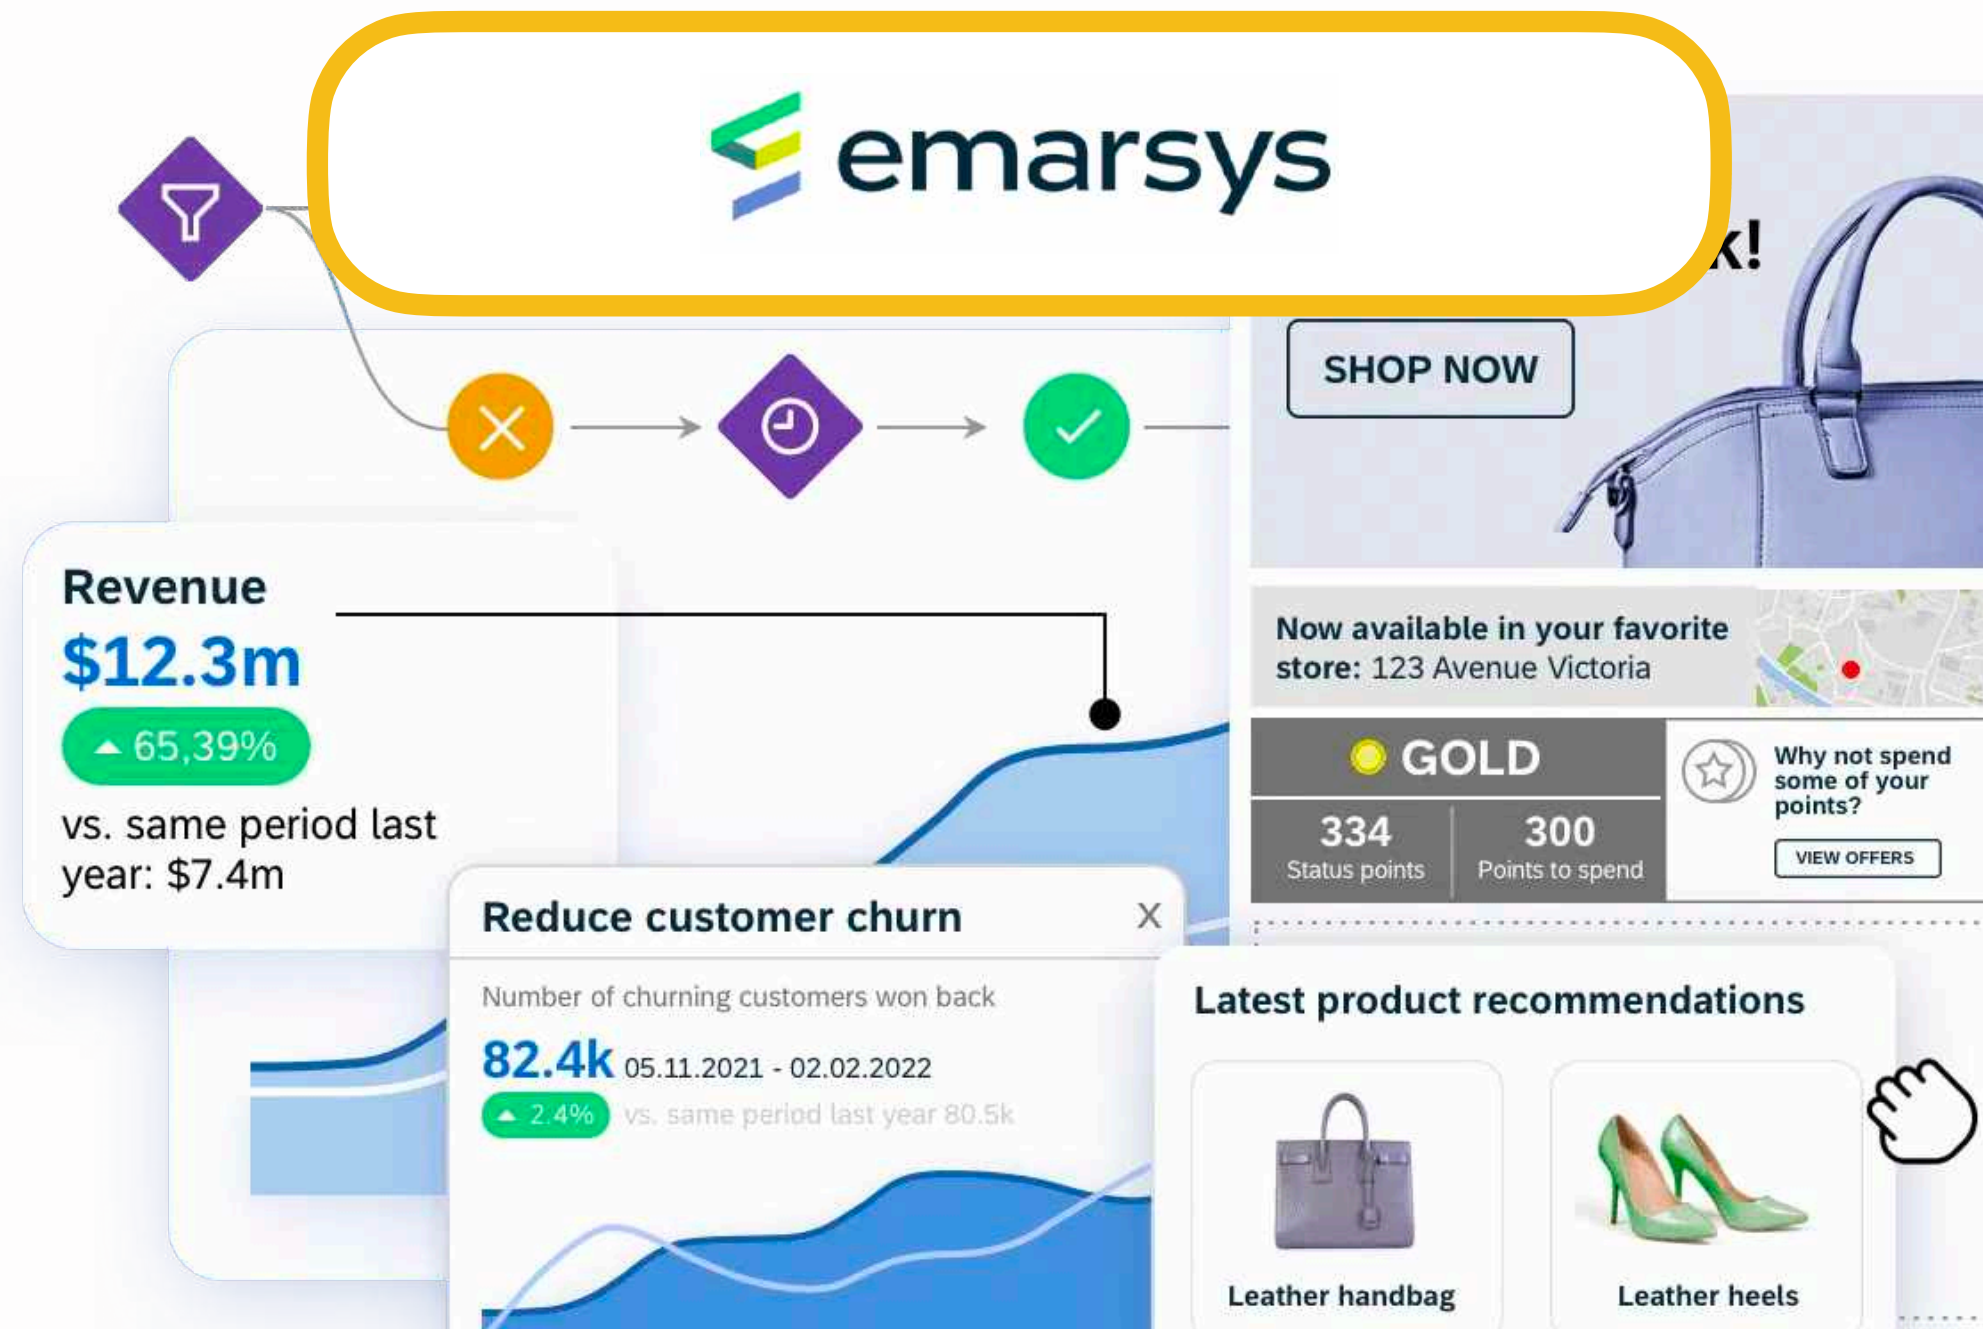 emarsys
k!
SHOP NOW
Revenue
$12.3m
65,39%
vs. same period last
year: $7.4m
Now available in your favorite
store: 123 Avenue Victoria
GOLD
334
Status points
300
Points to spend
Why not spend
some of your
points?
VIEW OFFERS
Reduce customer churn
X
Number of churning customers won back
82.4k 05.11.2021 - 02.02.2022
2.4% vs. same period last year 80.5k
Latest product recommendations
Leather handbag
Leather heels